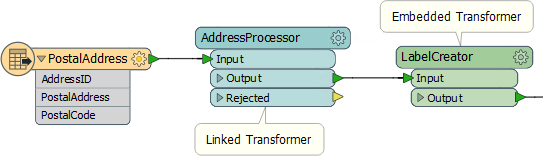 Embedded Transformer
AddressProcessor
LabelCreator
PostalAddress
Input
Input
AddressID
Output
Output
PostalAddress
Rejected
PostalCode
Linked Transformer